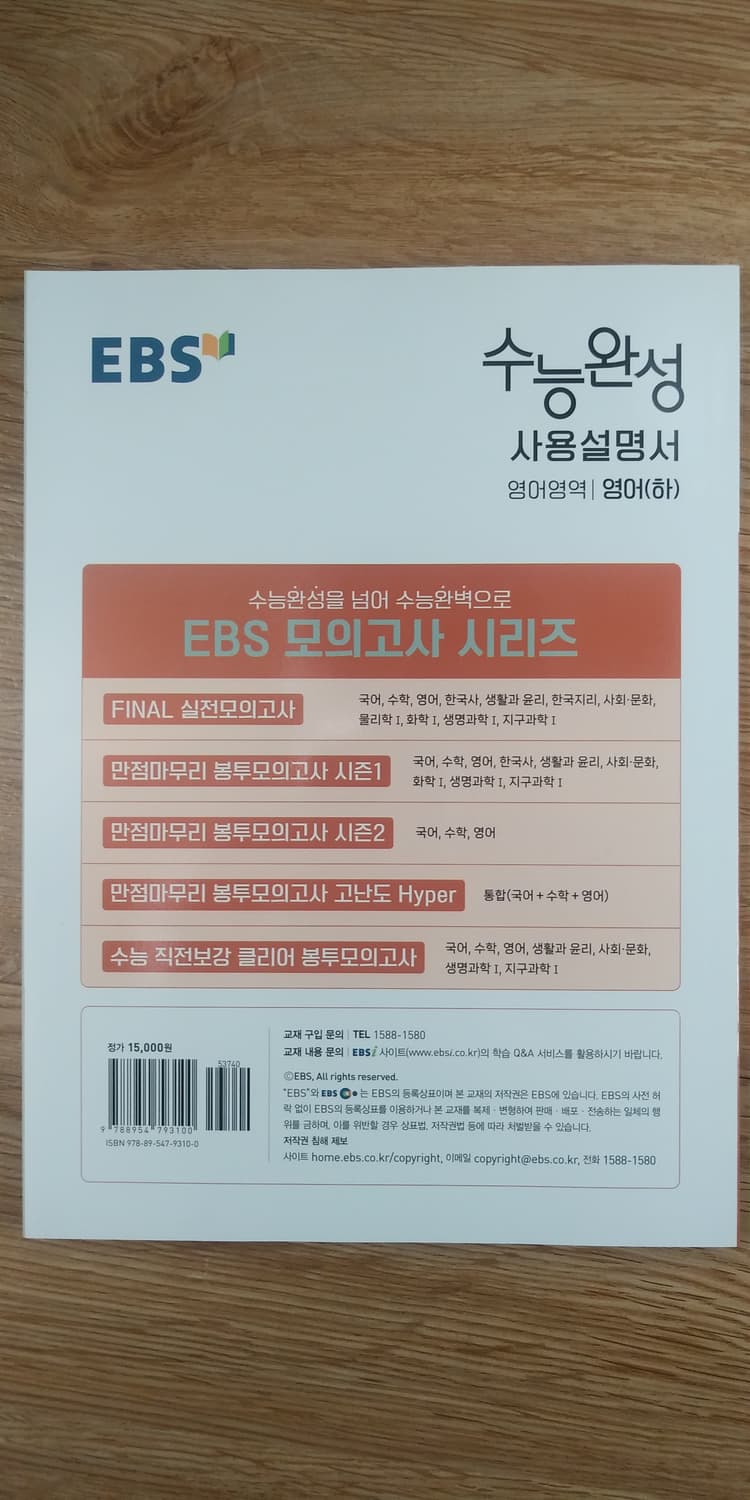 EBS
수능완성
사용설명서
영어영역 | 영어(하)
수능완성을 넘어 수능완벽으로
EBS 모의고사 시리즈
FINAL 실전모의고사
국어, 수학, 영어, 한국사, 생활과 윤리, 한국지리, 사회·문화,
물리학 I, 화학 I, 생명과학 I, 지구과학 I
만점마무리 봉투모의고사 시즌1
국어, 수학, 영어, 한국사, 생활과 윤리, 사회·문화,
화학 I, 생명과학 I, 지구과학 I
만점마무리 봉투모의고사 시즌2
국어, 수학, 영어
만점마무리 봉투모의고사 고난도 Hyper
통합(국어 + 수학 + 영어)
수능 직전보강 클리어 봉투모의고사
국어, 수학, 영어, 생활과 윤리, 사회·문화,
생명과학 I, 지구과학 I
정가 15,000원
53740
9 788954 793100
ISBN 978-89-547-9310-0
교재 구입 문의 | TEL 1588-1580
교재 내용 문의 | EBSi 사이트(www.ebsi.co.kr)의 학습 Q&A 서비스를 활용하시기 바랍니다.
ⓒEBS, All rights reserved.
"EBS"와 EBS 는 EBS의 등록상표이며 본 교재의 저작권은 EBS에 있습니다. EBS의 사전 허
락 없이 EBS의 등록상표를 이용하거나 본 교재를 복제 · 변형하여 판매 · 배포 · 전송하는 일체의 행
위를 금하며, 이를 위반할 경우 상표법, 저작권법 등에 따라 처벌받을 수 있습니다.
저작권 침해 제보
사이트 home.ebs.co.kr/copyright, 이메일 copyright@ebs.co.kr, 전화 1588-1580